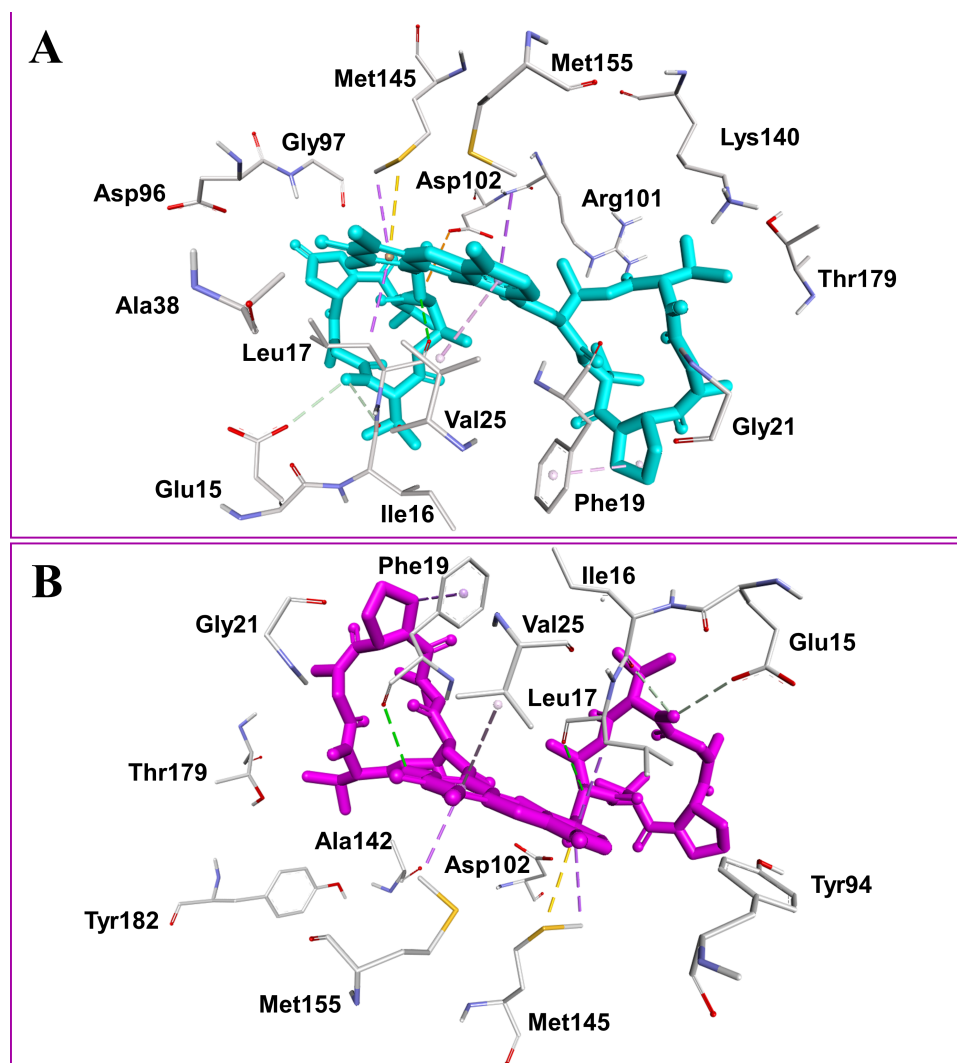 A
Met145
Met155
Gly97
Lys140
Asp96
Asp102
Arg101
Thr179
Ala38
Leu17
Val25
Gly21
Glu15
Ile16
Phe19
B
Phe19
Ile16
Gly21
Val25
Glu15
Leu17
Thr179
Ala142
Asp102
Tyr94
Tyr182
Met155
Met145